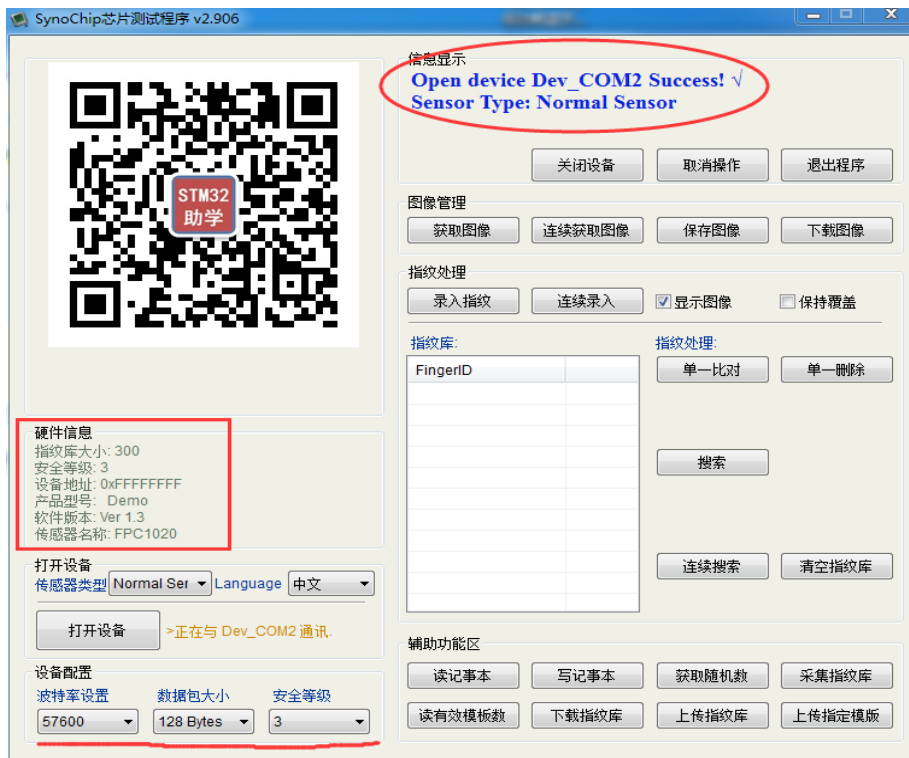 SynoChip芯片测试程序 v2.906
STM32
助学
硬件信息
指纹库大小: 300
安全等级: 3
设备地址: 0xFFFFFFFF
产品型号: Demo
软件版本: Ver 1.3
传感器名称: FPC1020
打开设备
传感器类型 Normal Ser Language 中文
打开设备 >正在与 Dev_COM2 通讯.
设备配置
波特率设置 数据包大小 安全等级
57600 128 Bytes 3
信息显示
Open device Dev_COM2 Success! √
Sensor Type: Normal Sensor
关闭设备 取消操作 退出程序
图像管理
获取图像 连续获取图像 保存图像 下载图像
指纹处理
录入指纹 连续录入 显示图像 保持覆盖
指纹库: 指纹处理:
FingerID 单一比对 单一删除
搜索
连续搜索 清空指纹库
辅助功能区
读记事本 写记事本 获取随机数 采集指纹库
读有效模板数 下载指纹库 上传指纹库 上传指定模版